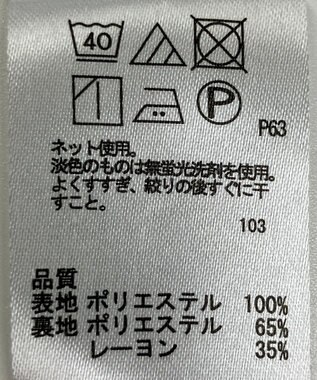 40
P
P63
ネット使用。
淡色のものは無蛍光洗剤を使用。
よくすすぎ、絞りの後すぐに干
すこと。
103
品質
表地 ポリエステル 100%
裏地 ポリエステル 65%
レーヨン 35%